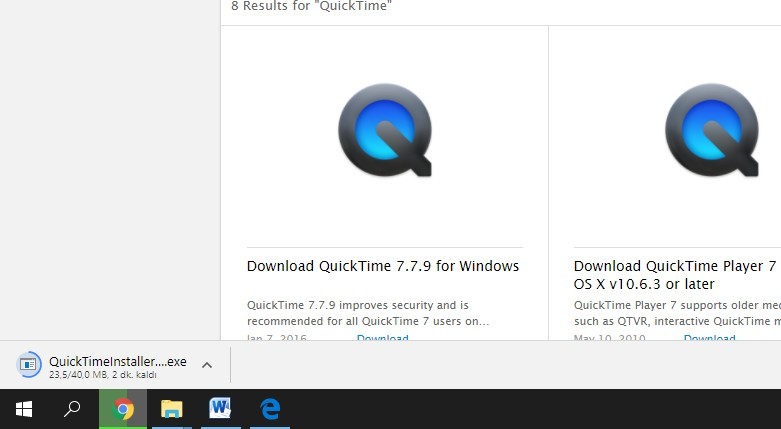 8 Results for "QuickTime"
Download QuickTime 7.7.9 for Windows
QuickTime 7.7.9 improves security and is
recommended for all QuickTime 7 users on...
Jan 7, 2016 Download
Download QuickTime Player 7
OS X v10.6.3 or later
QuickTime Player 7 supports older me
such as QTVR, interactive QuickTime m
May 10, 2010 Download
QuickTimeInstaller....exe
23,5/40,0 MB, 2 dk. kaldı